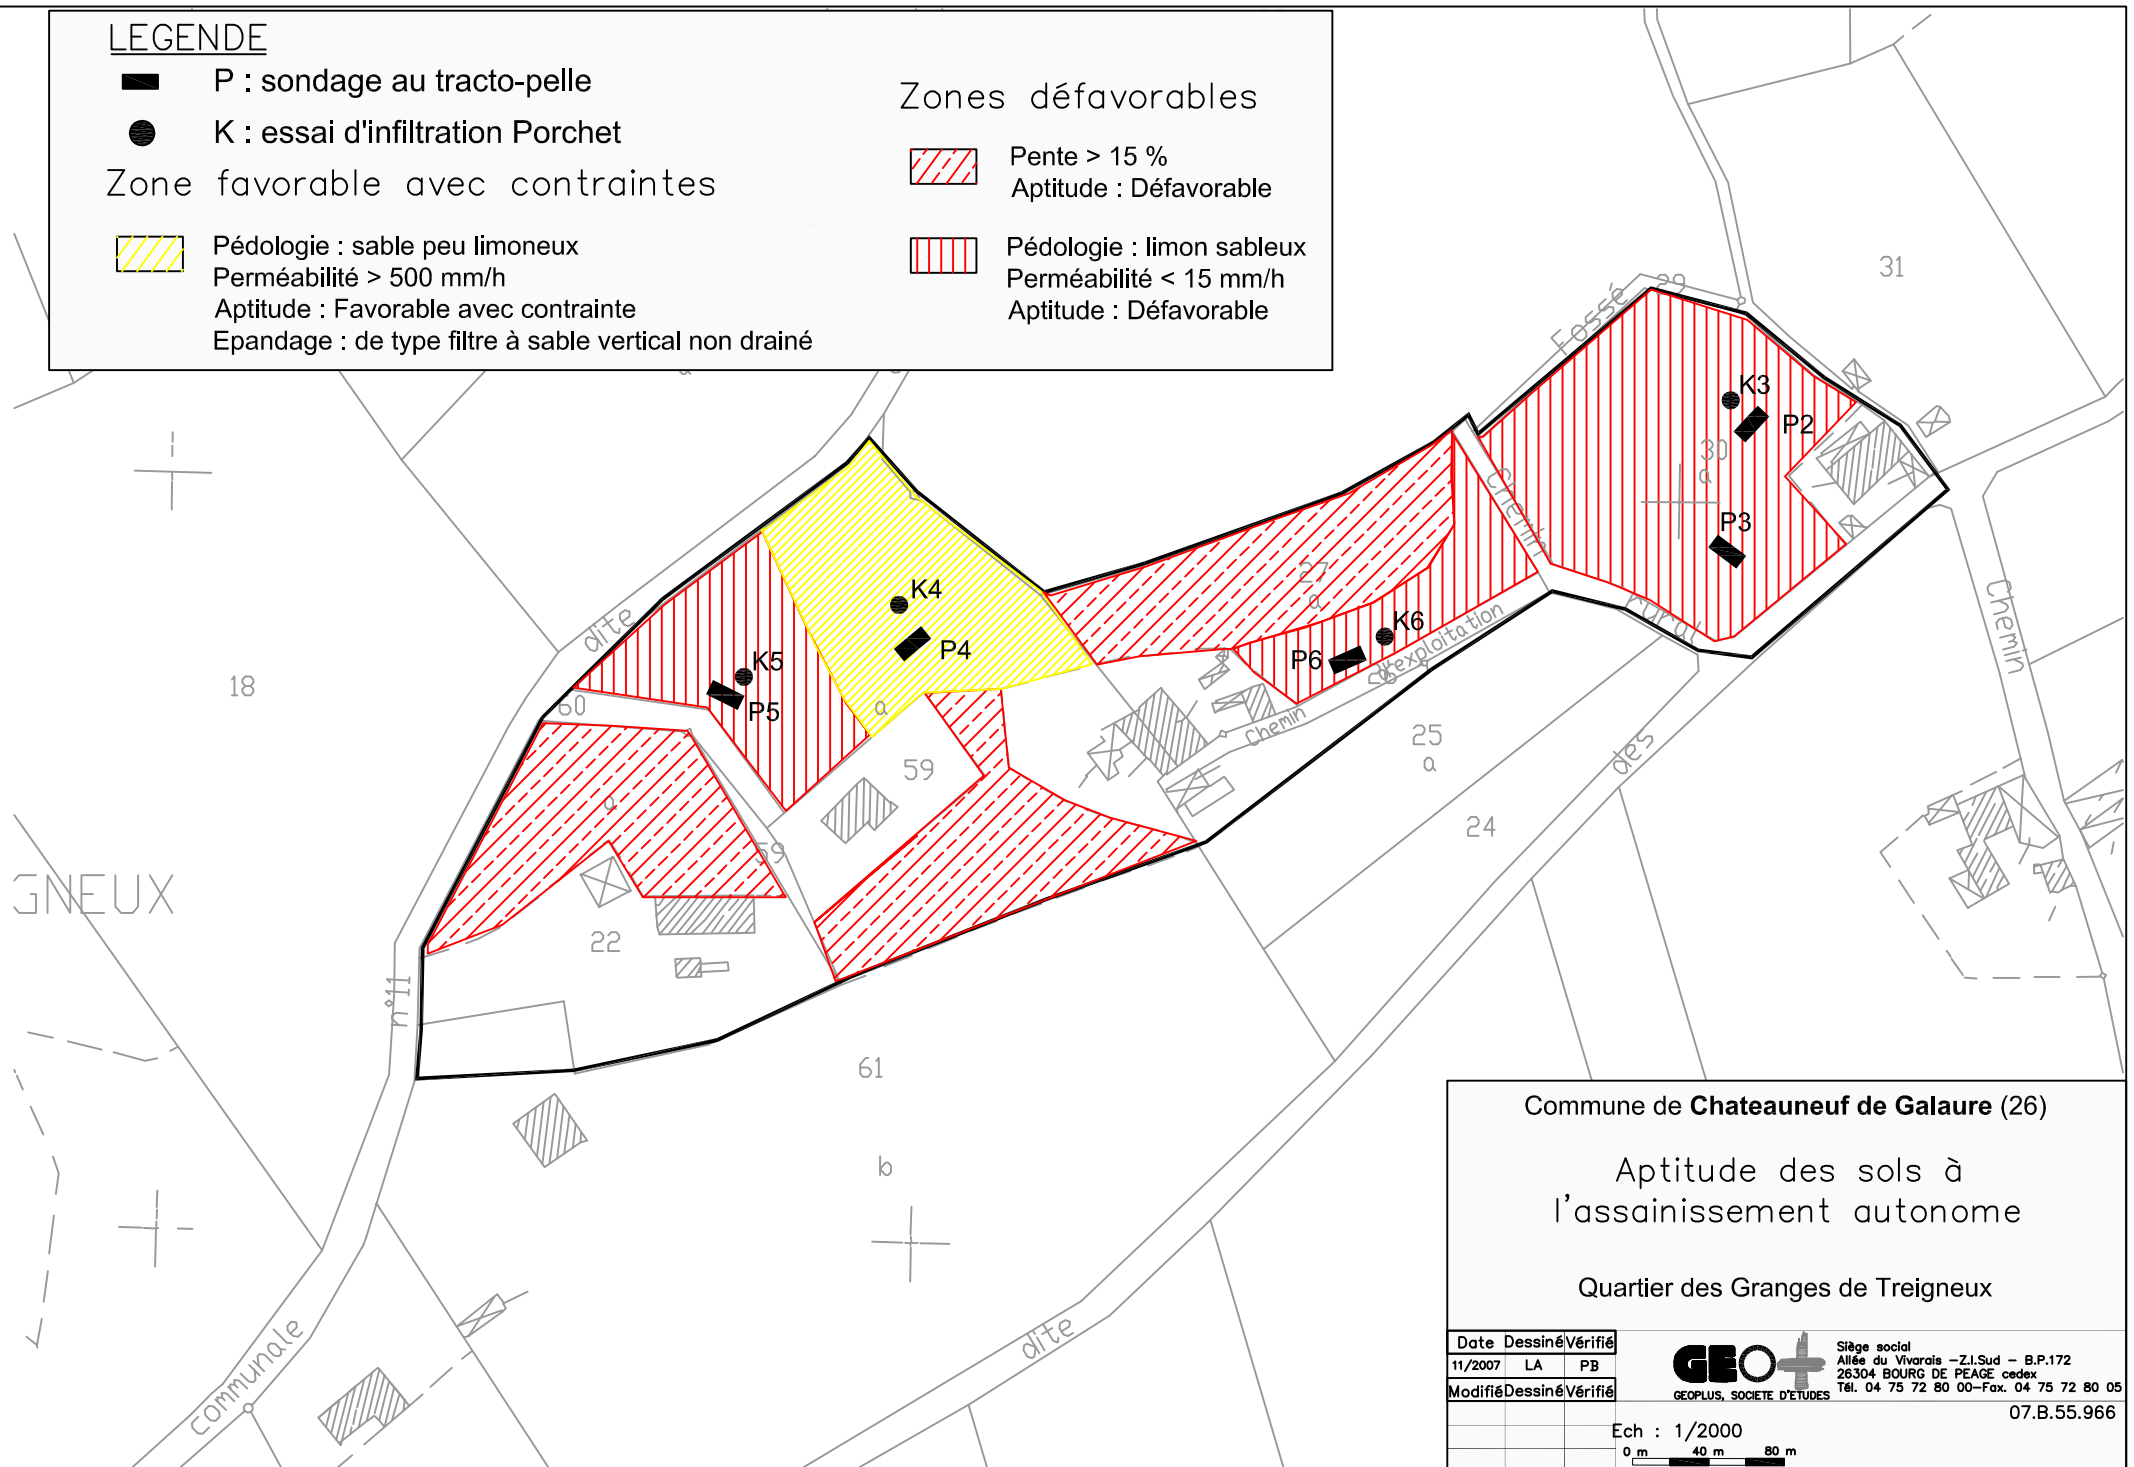 LEGENDE
P : sondage au tracto-pelle
K : essai d'infiltration Porchet
Zone favorable avec contraintes
Pédologie : sable peu limoneux
Perméabilité > 500 mm/h
Aptitude : Favorable avec contrainte
Epandage : de type filtre à sable vertical non drainé
Zones défavorables
Pente > 15 %
Aptitude : Défavorable
Pédologie : limon sableux
Perméabilité < 15 mm/h
Aptitude : Défavorable
31
Fossé
K3
P2
30
a
P3
Chemin
Chemin
rural
27
a
K6
P6
d'exploitation
Chemin
25
a
des
24
K4
P4
a
dite
K5
P5
60
59
59
a
18
GNEUX
22
n°11
61
b
communale
dite
Commune de Chateauneuf de Galaure (26)
Aptitude des sols à
l'assainissement autonome
Quartier des Granges de Treigneux
Date Dessiné Vérifié
11/2007 LA PB
Modifié Dessiné Vérifié
GEO
GEOPLUS, SOCIETE D'ETUDES
Siège social
Allée du Vivarais -Z.I.Sud - B.P.172
26304 BOURG DE PEAGE cedex
Tél. 04 75 72 80 00-Fax. 04 75 72 80 05
07.B.55.966
Ech : 1/2000
0 m 40 m 80 m